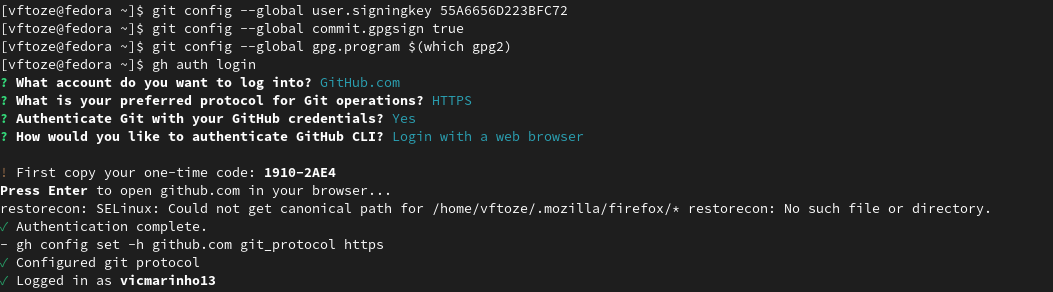 [vftoze@fedora ~]$ git config --global user.signingkey 55A6656D223BFC72
[vftoze@fedora ~]$ git config --global commit.gpgsign true
[vftoze@fedora ~]$ git config --global gpg.program $(which gpg2)
[vftoze@fedora ~]$ gh auth login
? What account do you want to log into? GitHub.com
? What is your preferred protocol for Git operations? HTTPS
? Authenticate Git with your GitHub credentials? Yes
? How would you like to authenticate GitHub CLI? Login with a web browser
! First copy your one-time code: 1910-2AE4
Press Enter to open github.com in your browser...
restorecon: SELinux: Could not get canonical path for /home/vftoze/.mozilla/firefox/* restorecon: No such file or directory.
✓ Authentication complete.
- gh config set -h github.com git_protocol https
✓ Configured git protocol
✓ Logged in as vicmarinho13